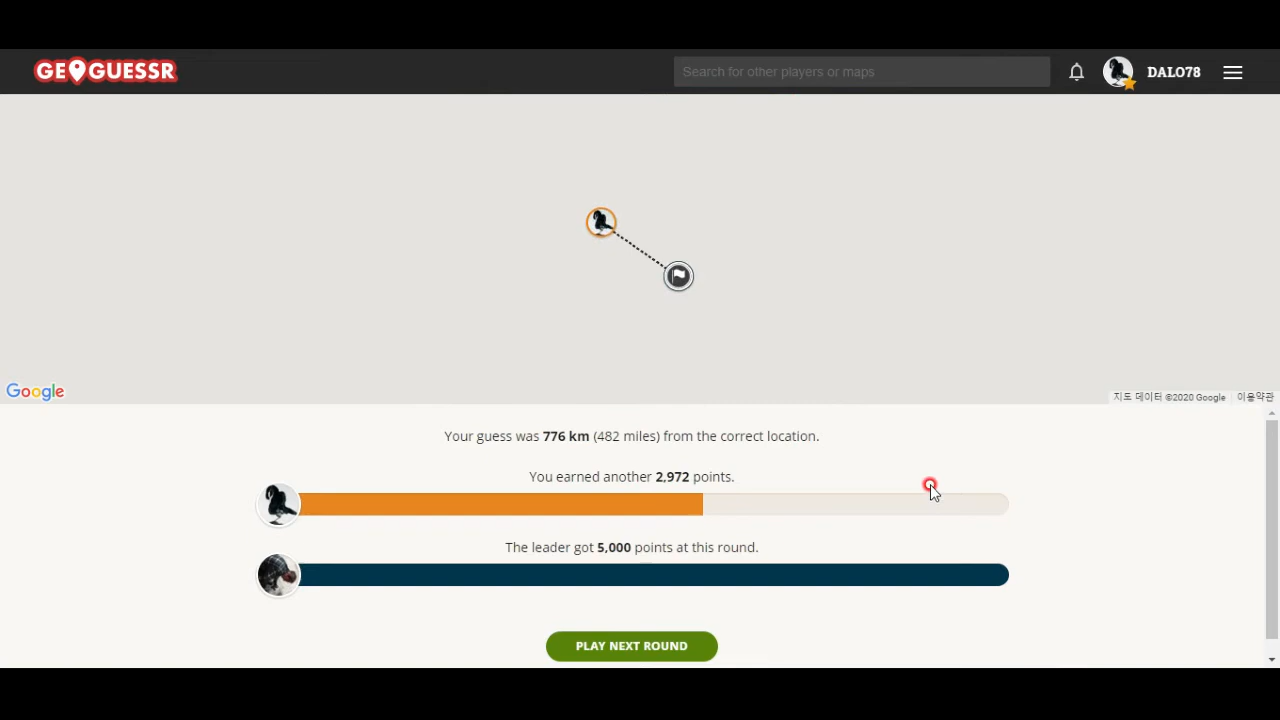 GEOGUESSR
Search for other players or maps
DALO78
Google
지도 데이터 ©2020 Google
이용약관
Your guess was 776 km (482 miles) from the correct location.
You earned another 2,972 points.
The leader got 5,000 points at this round.
PLAY NEXT ROUND